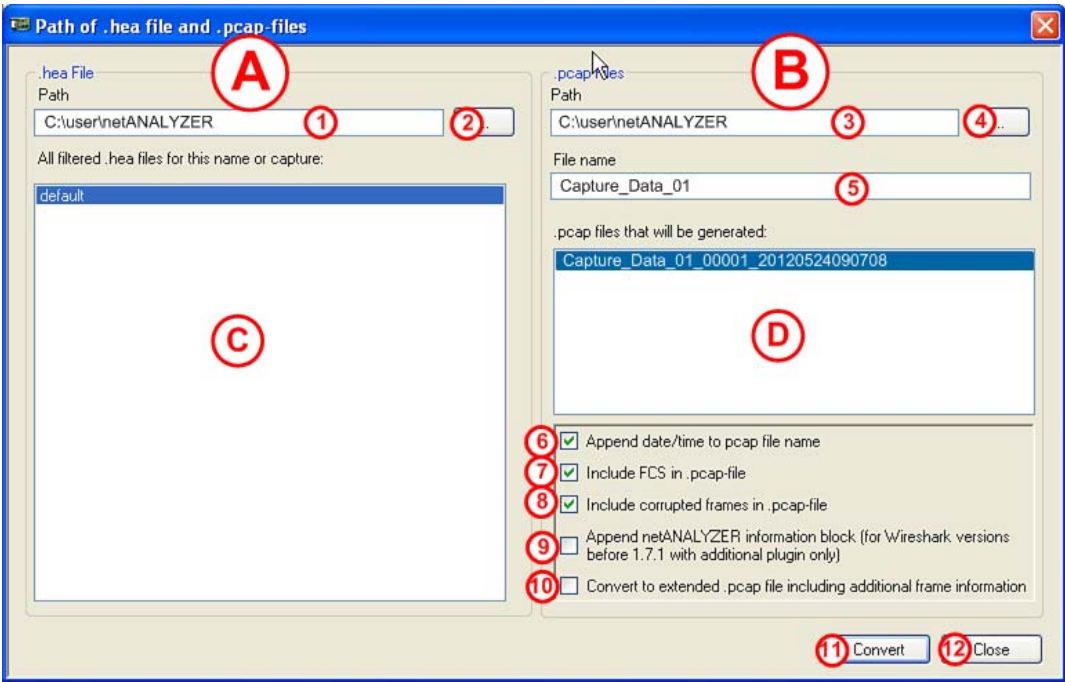 Path of .hea file and .pcap-files
A
B
.hea File
Path
C:\user\netANALYZER
1
2
..
All filtered .hea files for this name or capture:
default
C
.pcap files
Path
C:\user\netANALYZER
3
4
..
File name
Capture_Data_01
5
.pcap files that will be generated:
Capture_Data_01_00001_20120524090708
D
6 Append date/time to pcap file name
7 Include FCS in .pcap-file
8 Include corrupted frames in .pcap-file
9 Append netANALYZER information block (for Wireshark versions
before 1.7.1 with additional plugin only)
10 Convert to extended .pcap file including additional frame information
11 Convert
12 Close